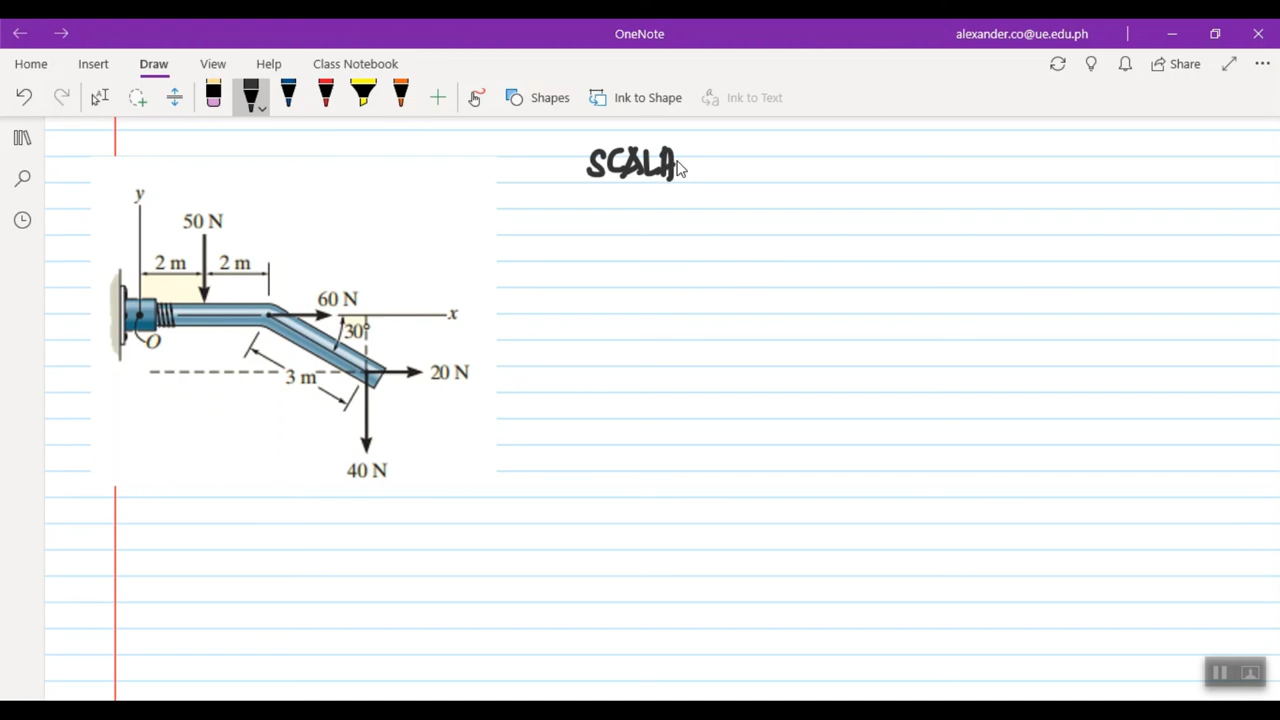 OneNote
alexander.co@ue.edu.ph
Home Insert Draw View Help Class Notebook
Share
Shapes Ink to Shape Ink to Text
SCALA
y
50 N
2 m 2 m
60 N
x
30°
O
3 m
20 N
40 N